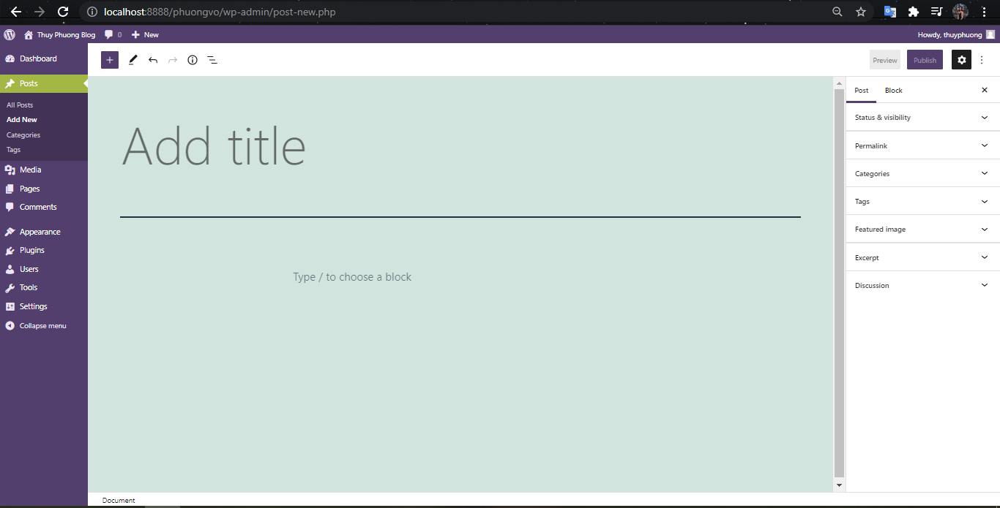 localhost:8888/phuongvo/wp-admin/post-new.php
Thuy Phuong Blog 0 New Howdy, thuyphuong
Dashboard
Posts
All Posts
Add New
Categories
Tags
Media
Pages
Comments
Appearance
Plugins
Users
Tools
Settings
Collapse menu
Preview Publish
Add title
Type / to choose a block
Post Block
Status & visibility
Permalink
Categories
Tags
Featured image
Excerpt
Discussion
Document